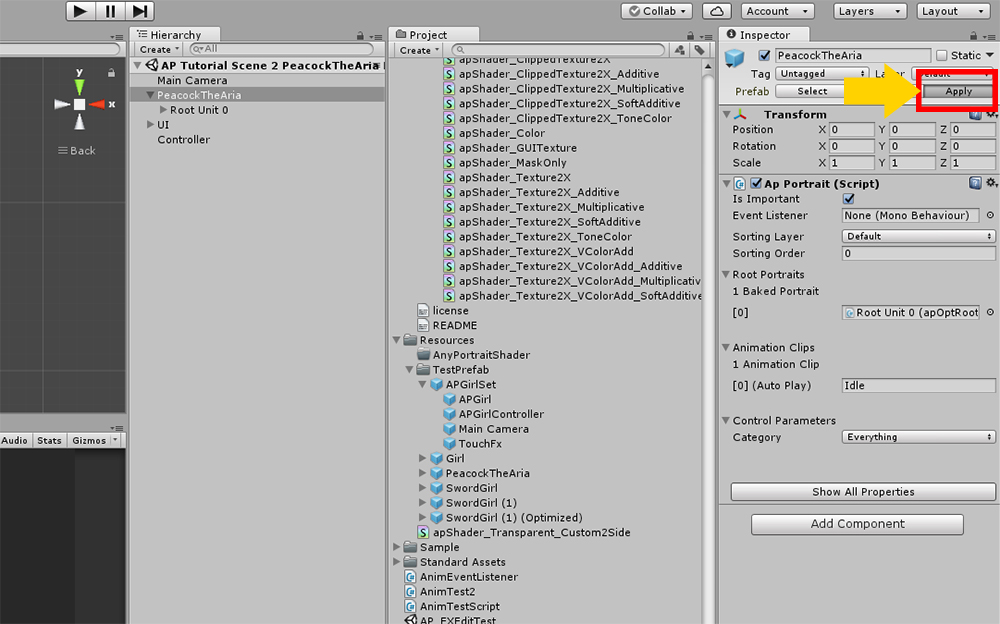 Collab
Account
Layers
Layout
Hierarchy
Create
All
AP Tutorial Scene 2 PeacockTheAria
Main Camera
PeacockTheAria
Root Unit 0
UI
Controller
y
x
Back
Audio Stats Gizmos
Project
Create
apShader_ClippedTexture2X
apShader_ClippedTexture2X_Additive
apShader_ClippedTexture2X_Multiplicative
apShader_ClippedTexture2X_SoftAdditive
apShader_ClippedTexture2X_ToneColor
apShader_Color
apShader_GUITexture
apShader_MaskOnly
apShader_Texture2X
apShader_Texture2X_Additive
apShader_Texture2X_Multiplicative
apShader_Texture2X_SoftAdditive
apShader_Texture2X_ToneColor
apShader_Texture2X_VColorAdd
apShader_Texture2X_VColorAdd_Additive
apShader_Texture2X_VColorAdd_Multiplicativ
apShader_Texture2X_VColorAdd_SoftAdditive
license
README
Resources
AnyPortraitShader
TestPrefab
APGirlSet
APGirl
APGirlController
Main Camera
TouchFx
Girl
PeacockTheAria
SwordGirl
SwordGirl (1)
SwordGirl (1) (Optimized)
apShader_Transparent_Custom2Side
Sample
Standard Assets
AnimEventListener
AnimTest2
AnimTestScript
AP_EXEditTest
Inspector
PeacockTheAria Static
Tag Untagged
Prefab Select Apply
Transform
Position X 0 Y 0 Z 0
Rotation X 0 Y 0 Z 0
Scale X 1 Y 1 Z 1
Ap Portrait (Script)
Is Important
Event Listener None (Mono Behaviour)
Sorting Layer Default
Sorting Order 0
Root Portraits
1 Baked Portrait
[0] Root Unit 0 (apOptRoot
Animation Clips
1 Animation Clip
[0] (Auto Play) Idle
Control Parameters
Category Everything
Show All Properties
Add Component